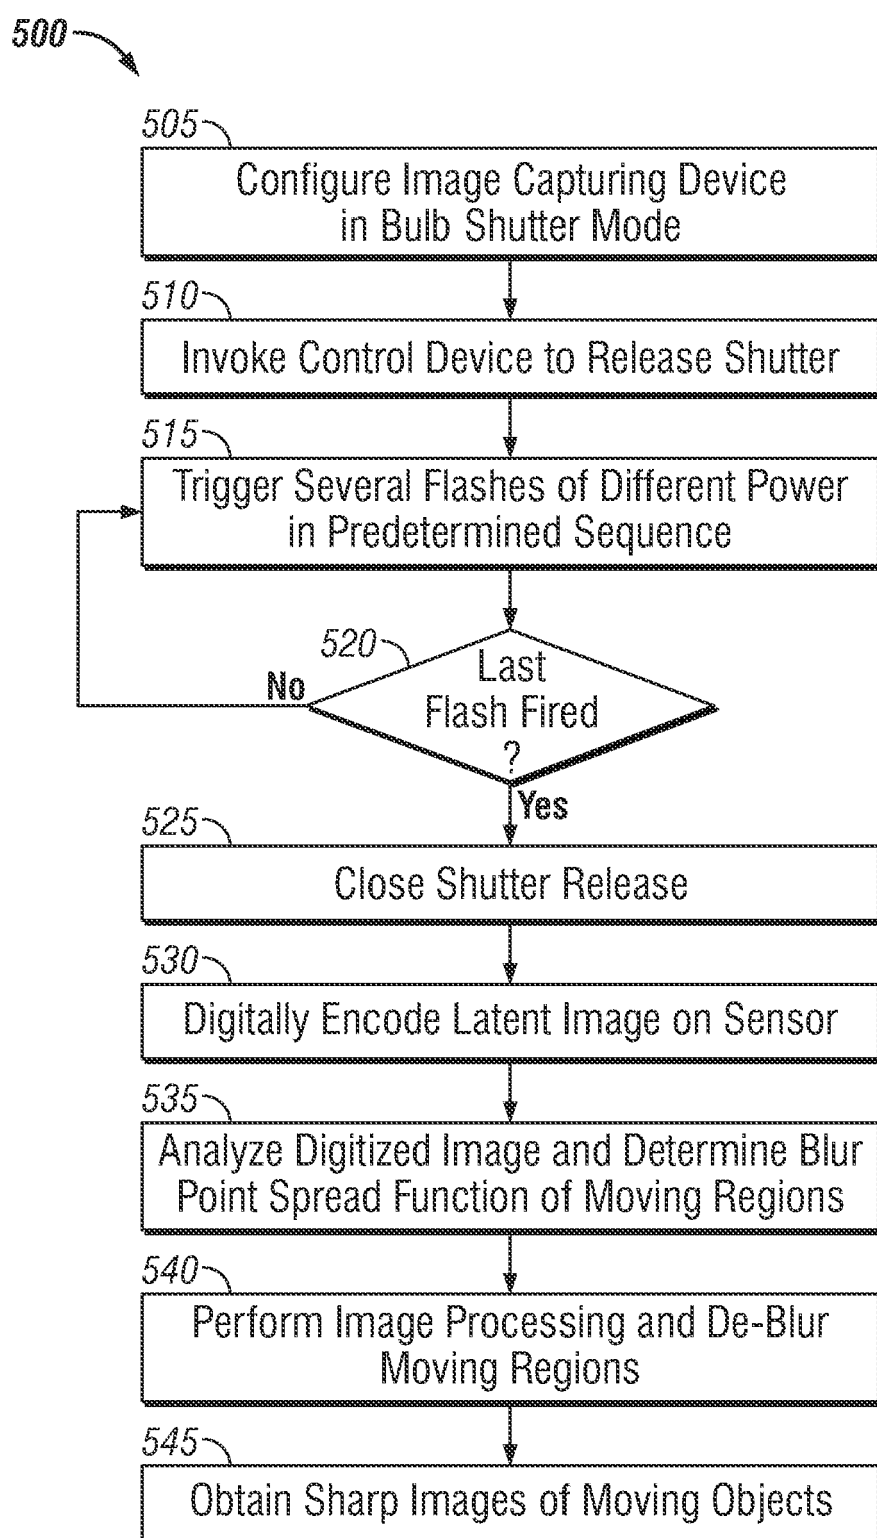 500
505
Configure Image Capturing Device
in Bulb Shutter Mode
510
Invoke Control Device to Release Shutter
515
Trigger Several Flashes of Different Power
in Predetermined Sequence
520
Last
Flash Fired
?
No
Yes
525
Close Shutter Release
530
Digitally Encode Latent Image on Sensor
535
Analyze Digitized Image and Determine Blur
Point Spread Function of Moving Regions
540
Perform Image Processing and De-Blur
Moving Regions
545
Obtain Sharp Images of Moving Objects